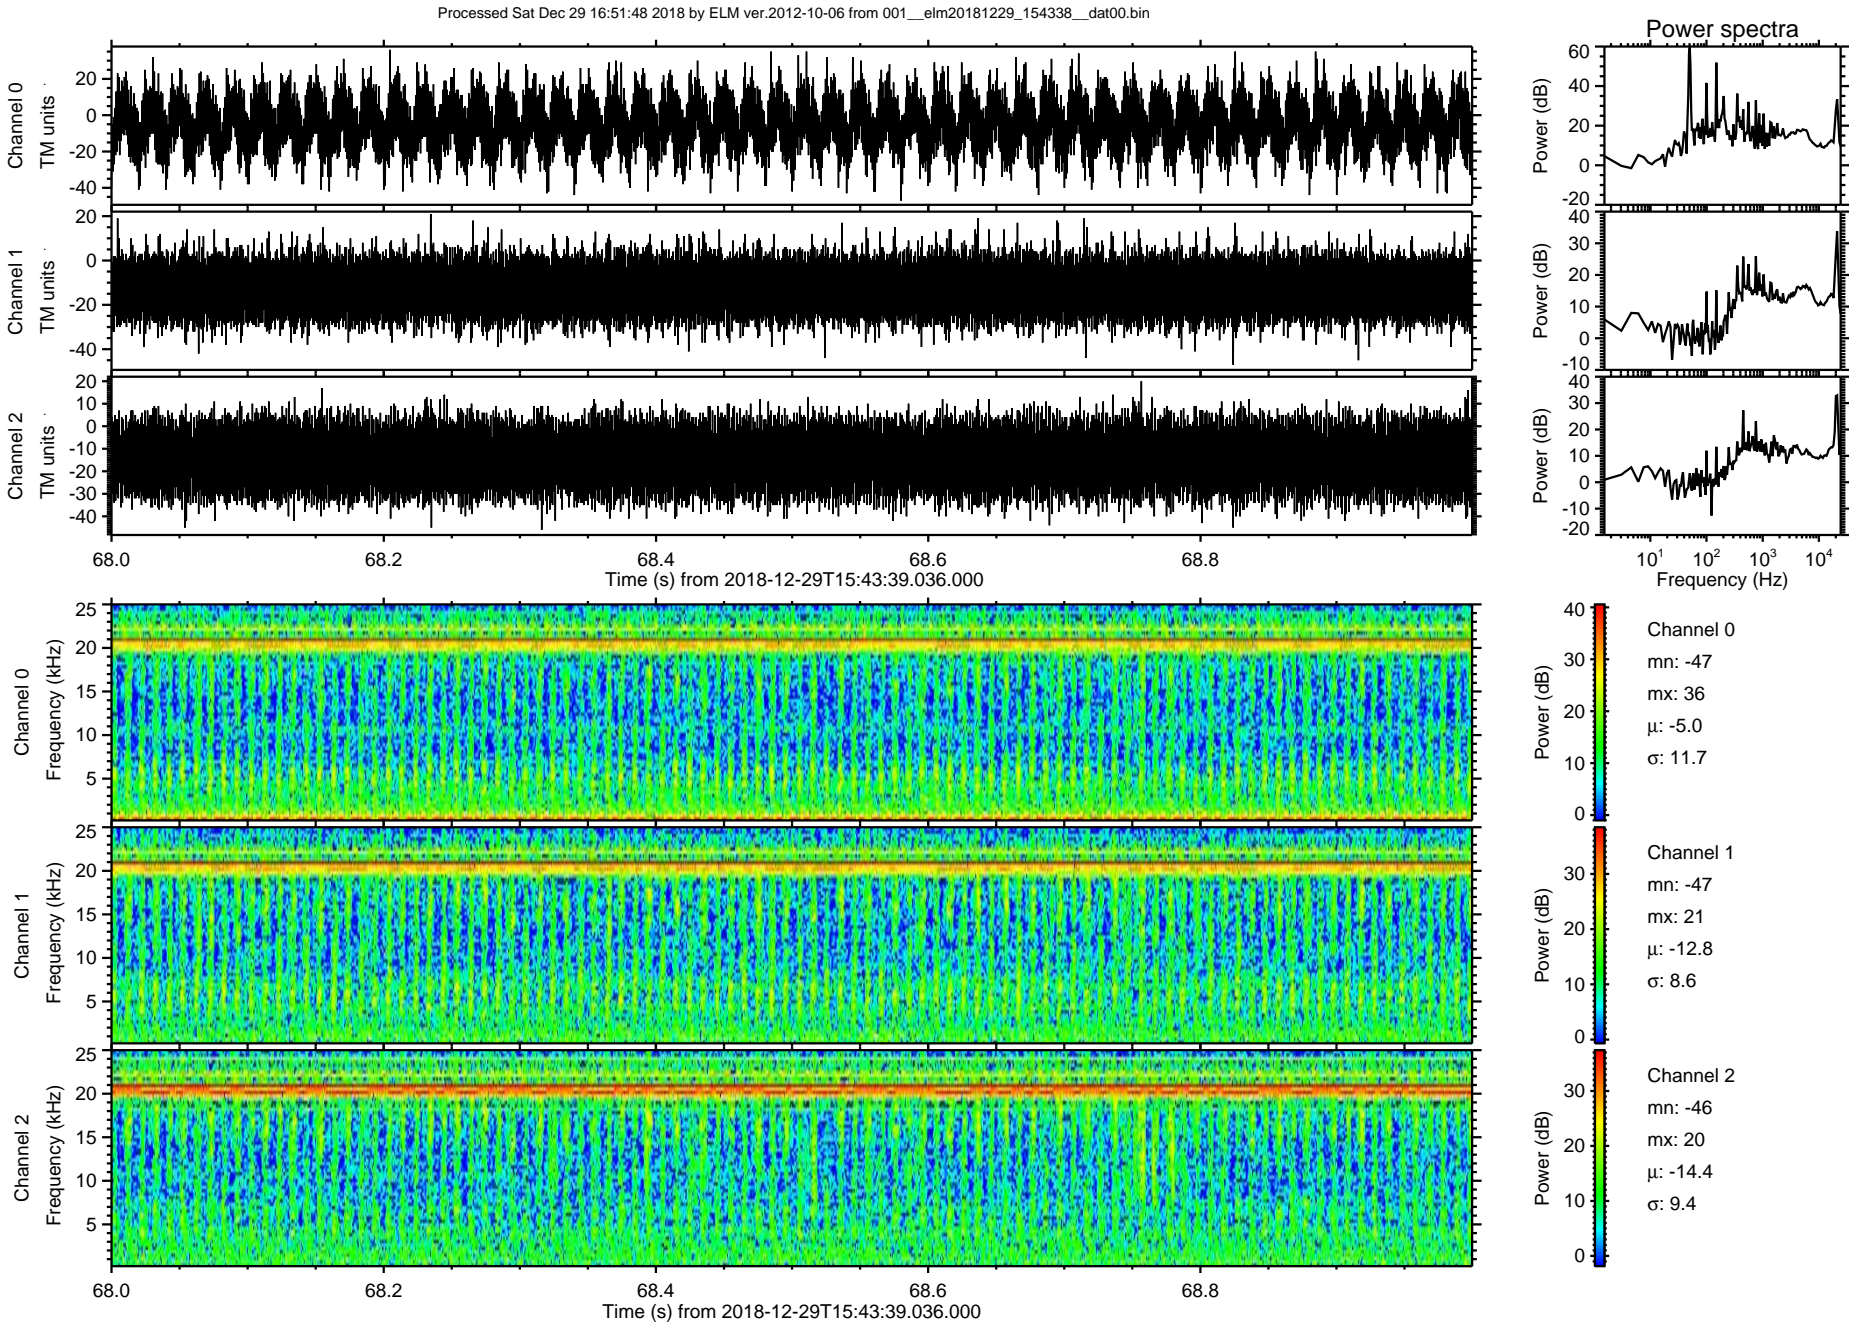 Processed Sat Dec 29 16:51:48 2018 by ELM ver.2012-10-06 from 001__elm20181229_154338__dat00.bin
Power spectra
Channel 0
TM units
20
0
-20
-40
Power (dB)
60
40
20
0
-20
Channel 1
TM units
20
0
-20
-40
Power (dB)
40
30
20
10
0
-10
Channel 2
TM units
20
10
0
-10
-20
-30
-40
Power (dB)
40
30
20
10
0
-10
-20
68.0 68.2 68.4 68.6 68.8
Time (s) from 2018-12-29T15:43:39.036.000
10^1 10^2 10^3 10^4
Frequency (Hz)
Channel 0
Frequency (kHz)
25
20
15
10
5
Power (dB)
40
30
20
10
0
Channel 0
mn: -47
mx: 36
μ: -5.0
σ: 11.7
Channel 1
Frequency (kHz)
25
20
15
10
5
Power (dB)
30
20
10
0
Channel 1
mn: -47
mx: 21
μ: -12.8
σ: 8.6
Channel 2
Frequency (kHz)
25
20
15
10
5
Power (dB)
30
20
10
0
Channel 2
mn: -46
mx: 20
μ: -14.4
σ: 9.4
68.0 68.2 68.4 68.6 68.8
Time (s) from 2018-12-29T15:43:39.036.000